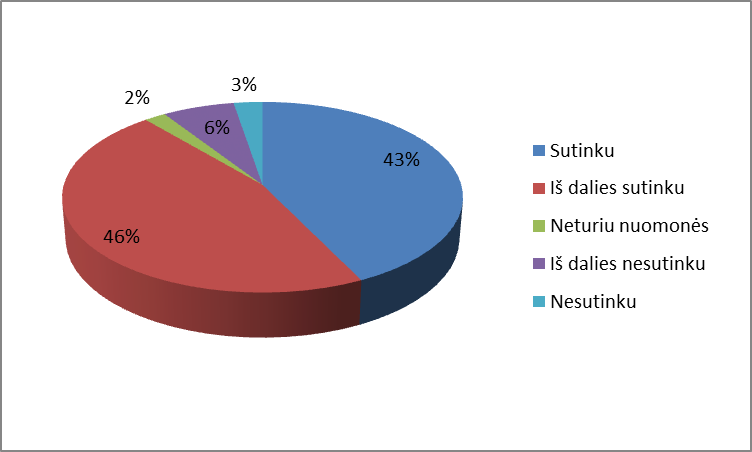 3%
2%
6%
43%
46%
Sutinku
Iš dalies sutinku
Neturiu nuomonės
Iš dalies nesutinku
Nesutinku